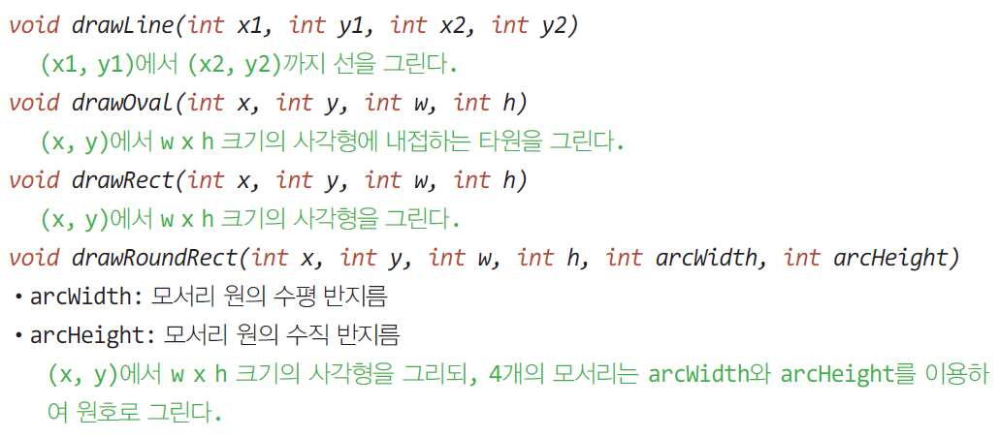 void drawLine(int x1, int y1, int x2, int y2)
(x1, y1)에서 (x2, y2)까지 선을 그린다.
void drawOval(int x, int y, int w, int h)
(x, y)에서 w x h 크기의 사각형에 내접하는 타원을 그린다.
void drawRect(int x, int y, int w, int h)
(x, y)에서 w x h 크기의 사각형을 그린다.
void drawRoundRect(int x, int y, int w, int h, int arcWidth, int arcHeight)
• arcWidth: 모서리 원의 수평 반지름
• arcHeight: 모서리 원의 수직 반지름
(x, y)에서 w x h 크기의 사각형을 그리되, 4개의 모서리는 arcWidth와 arcHeight를 이용하
여 원호로 그린다.